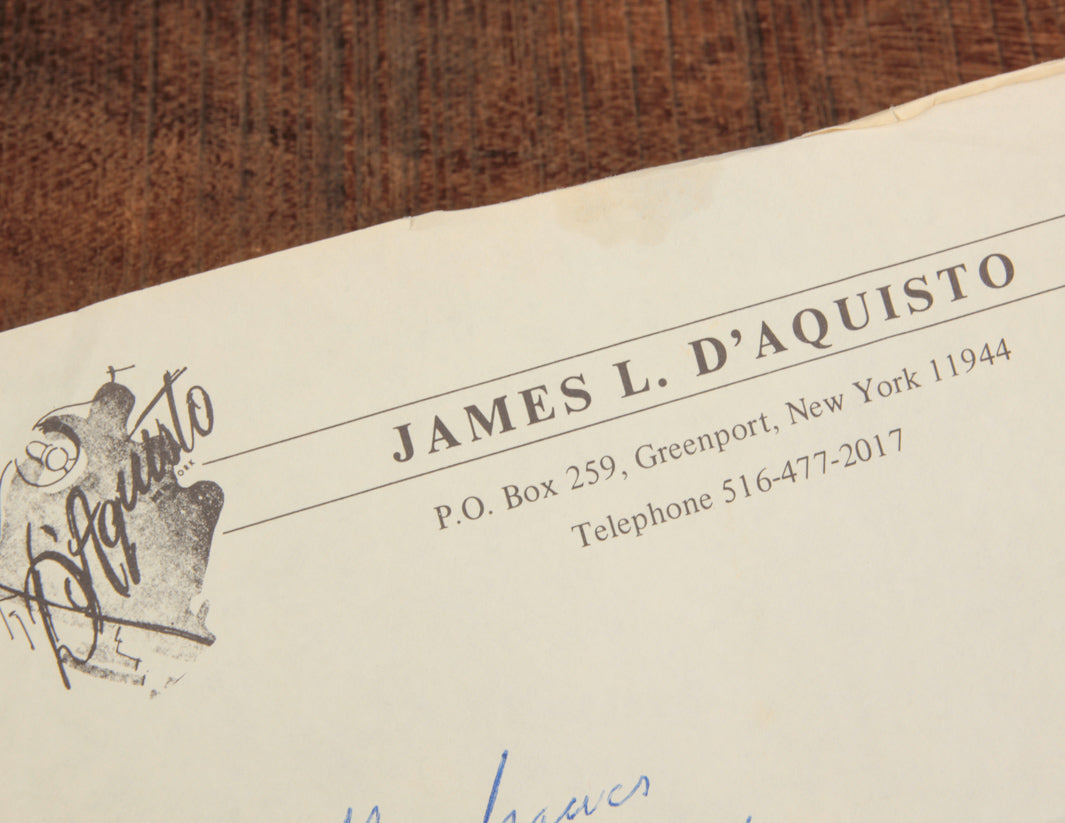 D'Aquisto
JAMES L. D'AQUISTO
P.O. Box 259, Greenport, New York 11944
Telephone 516-477-2017